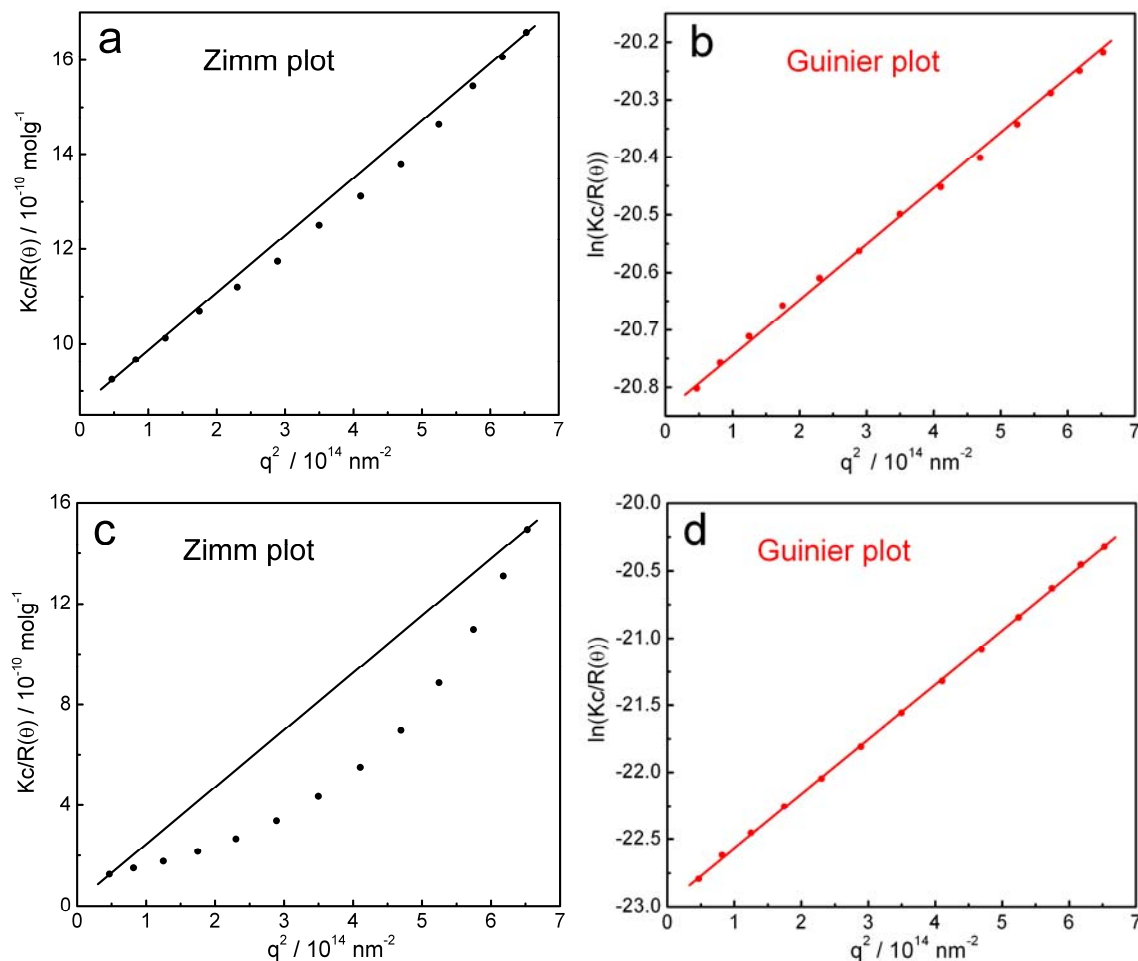 a
Zimm plot
Kc/R(θ) / 10⁻¹⁰ molg⁻¹
16
14
12
10
0 1 2 3 4 5 6 7
q² / 10¹⁴ nm⁻²
b
Guinier plot
ln(Kc/R(θ))
-20.2
-20.3
-20.4
-20.5
-20.6
-20.7
-20.8
0 1 2 3 4 5 6 7
q² / 10¹⁴ nm⁻²
c
Zimm plot
Kc/R(θ) / 10⁻¹⁰ molg⁻¹
16
12
8
4
0
0 1 2 3 4 5 6 7
q² / 10¹⁴ nm⁻²
d
Guinier plot
ln(Kc/R(θ))
-20.0
-20.5
-21.0
-21.5
-22.0
-22.5
-23.0
0 1 2 3 4 5 6 7
q² / 10¹⁴ nm⁻²